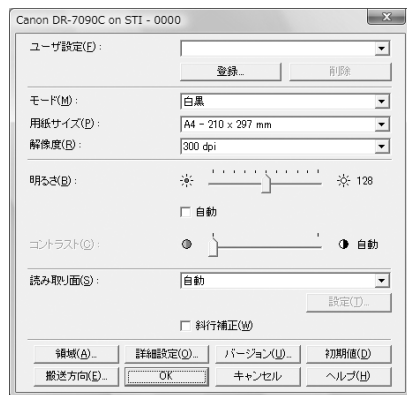 Canon DR-7090C on STI - 0000
ユーザ設定(F):
登録... 削除
モード(M): 白黒
用紙サイズ(P): A4 - 210 x 297 mm
解像度(R): 300 dpi
明るさ(B): 128
自動
コントラスト(C): 自動
読み取り面(S): 自動
設定(T)...
斜行補正(W)
領域(A)... 詳細設定(O)... バージョン(U)... 初期値(D)
搬送方向(E)... OK キャンセル ヘルプ(H)